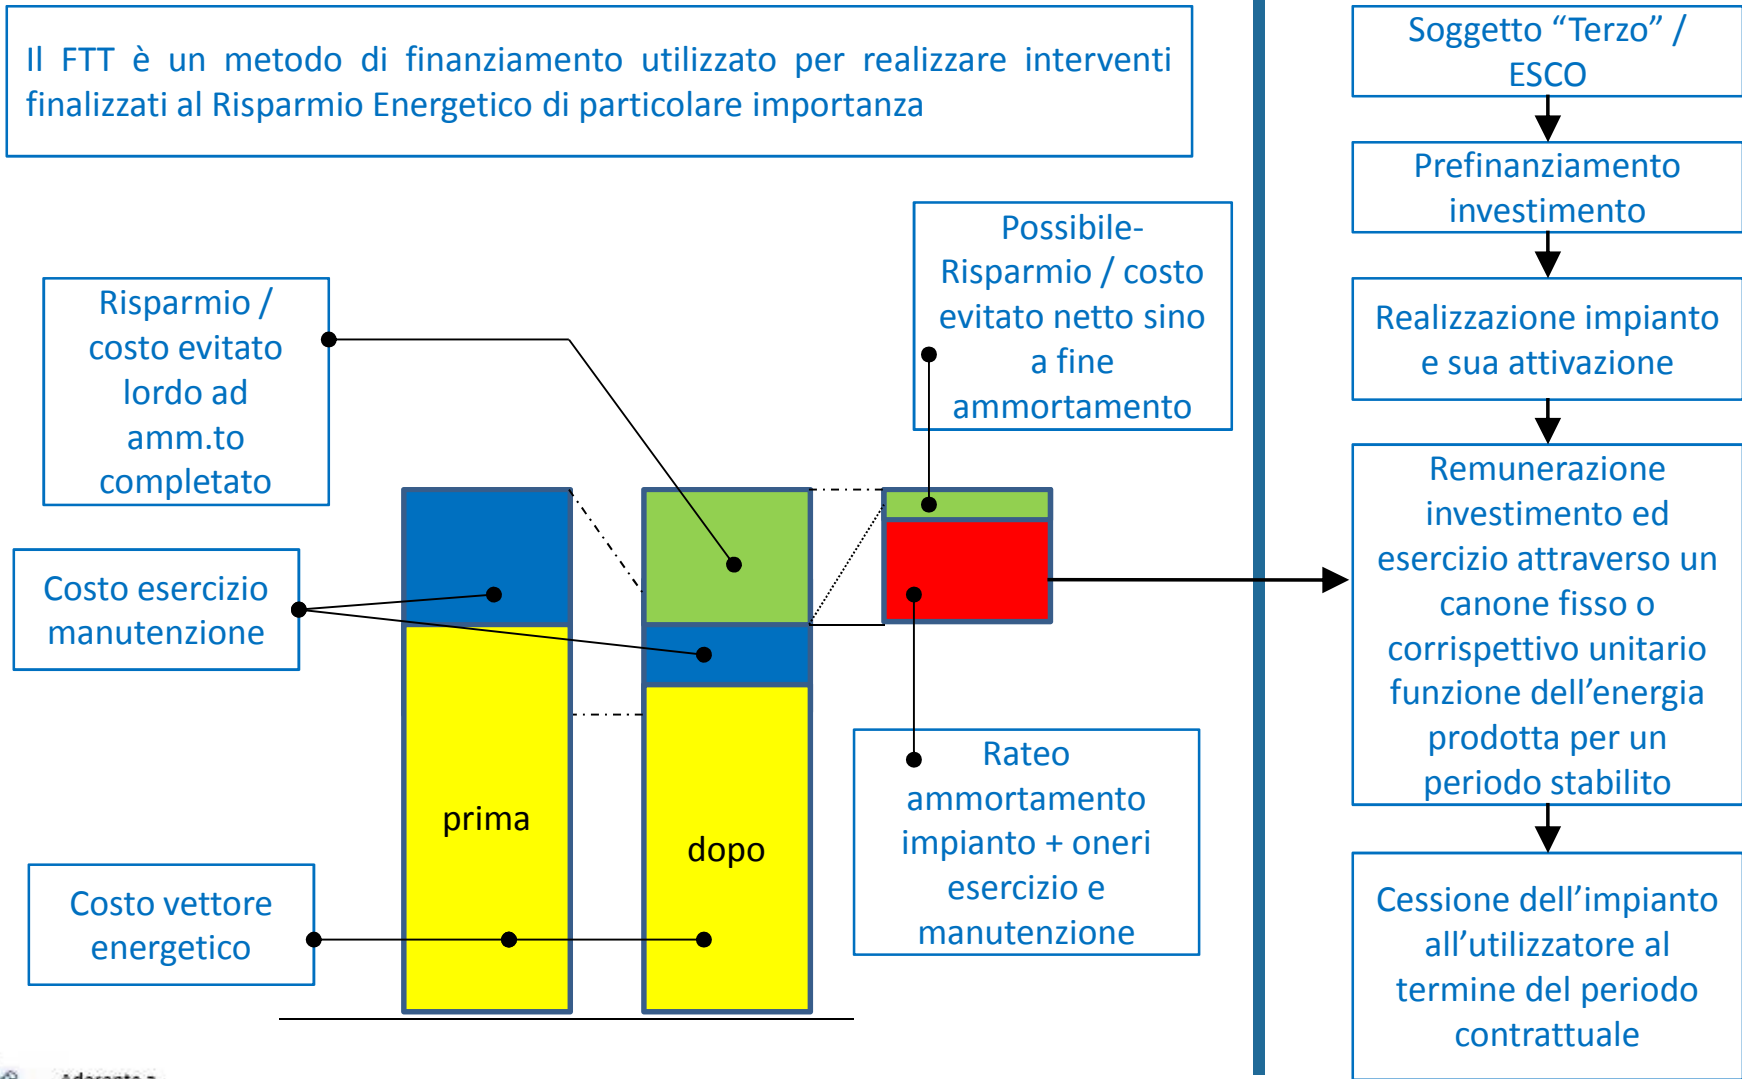 Il FTT è un metodo di finanziamento utilizzato per realizzare interventi
finalizzati al Risparmio Energetico di particolare importanza
Risparmio /
costo evitato
lordo ad
amm.to
completato
Costo esercizio
manutenzione
Costo vettore
energetico
prima
dopo
Possibile-
Risparmio / costo
evitato netto sino
a fine
ammortamento
Rateo
ammortamento
impianto + oneri
esercizio e
manutenzione
Soggetto “Terzo” /
ESCO
Prefinanziamento
investimento
Realizzazione impianto
e sua attivazione
Remunerazione
investimento ed
esercizio attraverso un
canone fisso o
corrispettivo unitario
funzione dell’energia
prodotta per un
periodo stabilito
Cessione dell’impianto
all’utilizzatore al
termine del periodo
contrattuale